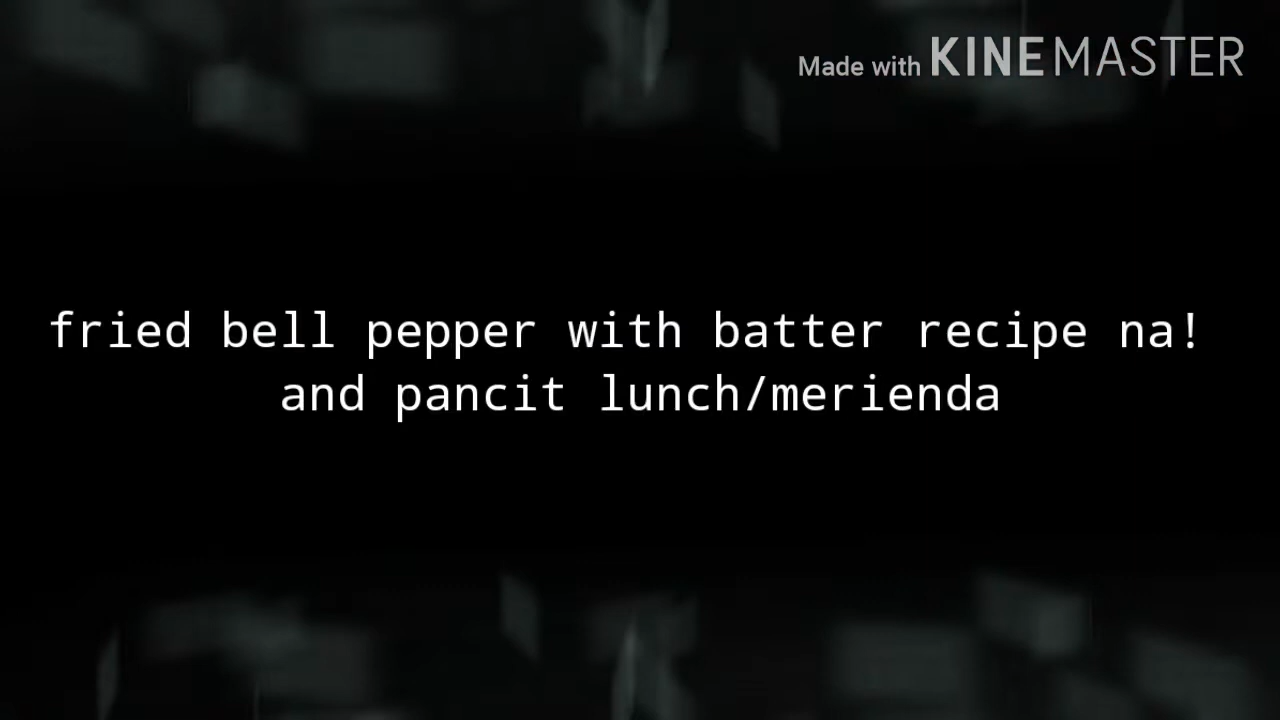 Made with KINEMASTER
fried bell pepper with batter recipe na!
and pancit lunch/merienda